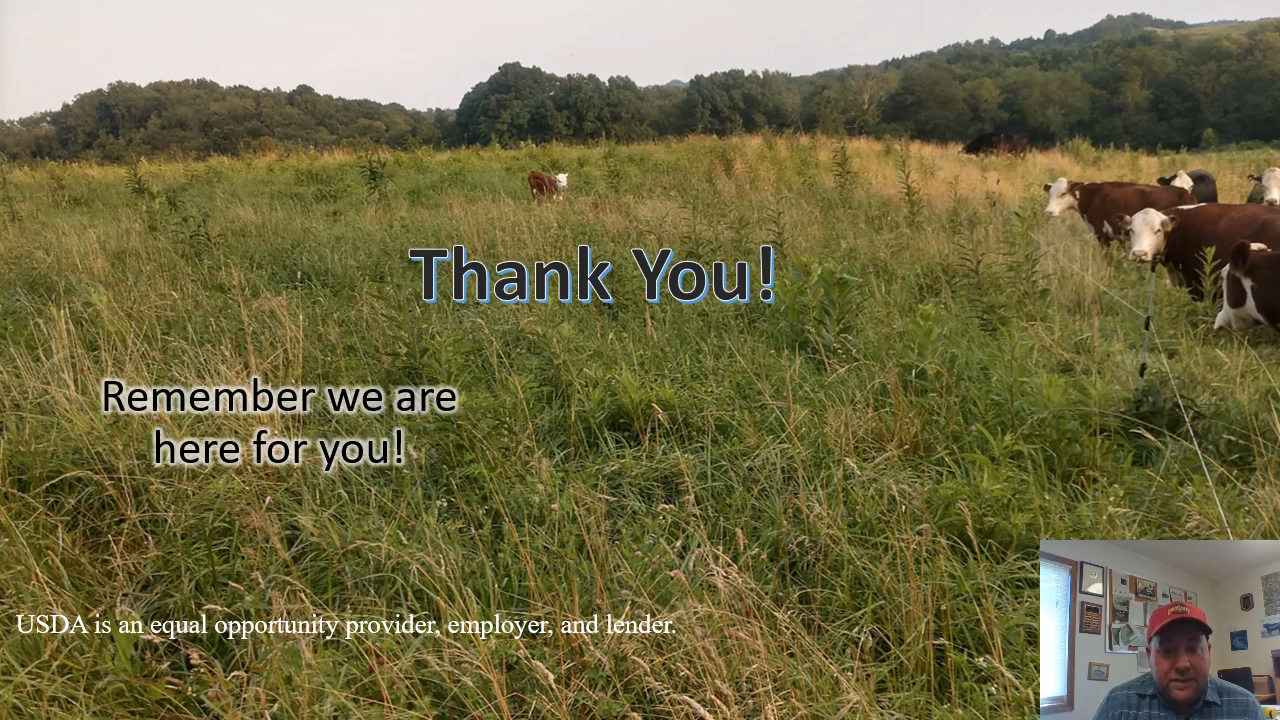 Thank You!
Remember we are
here for you!
USDA is an equal opportunity provider, employer, and lender.